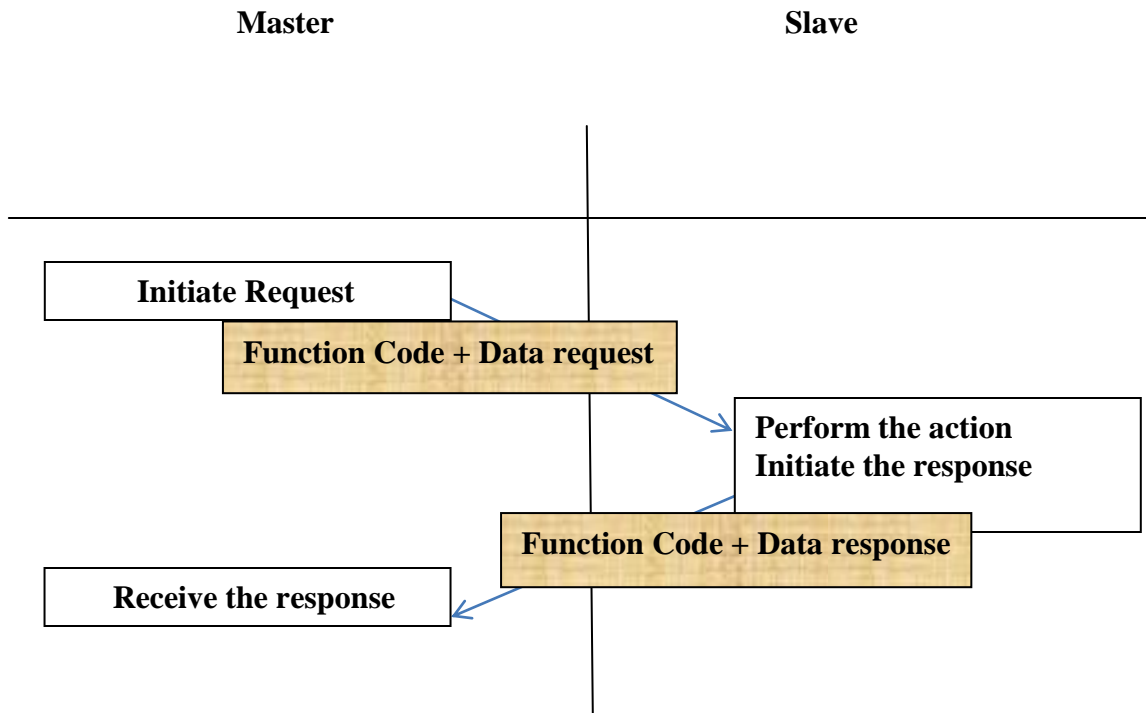 Master
Slave
Initiate Request
Function Code + Data request
Perform the action
Initiate the response
Function Code + Data response
Receive the response